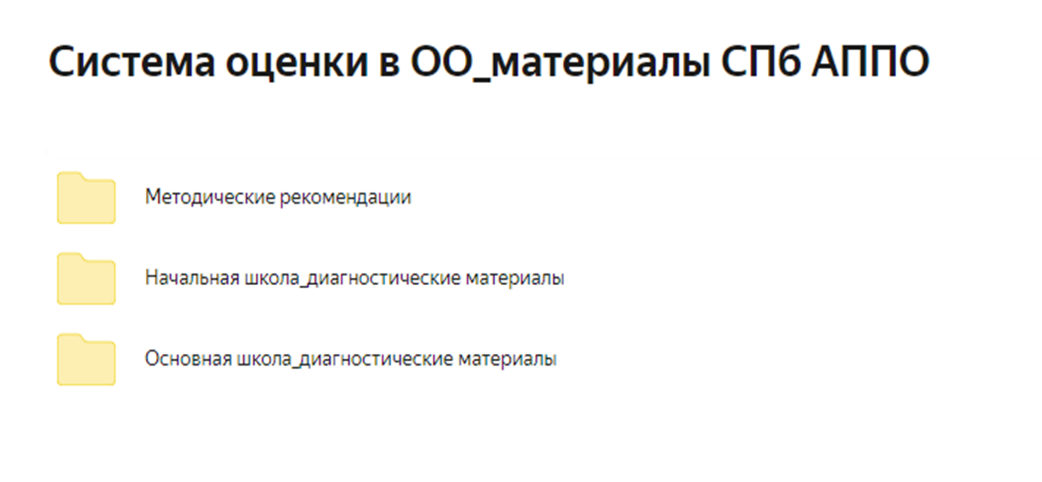 Система оценки в ОО_материалы СПб АППО
Методические рекомендации
Начальная школа_диагностические материалы
Основная школа_диагностические материалы